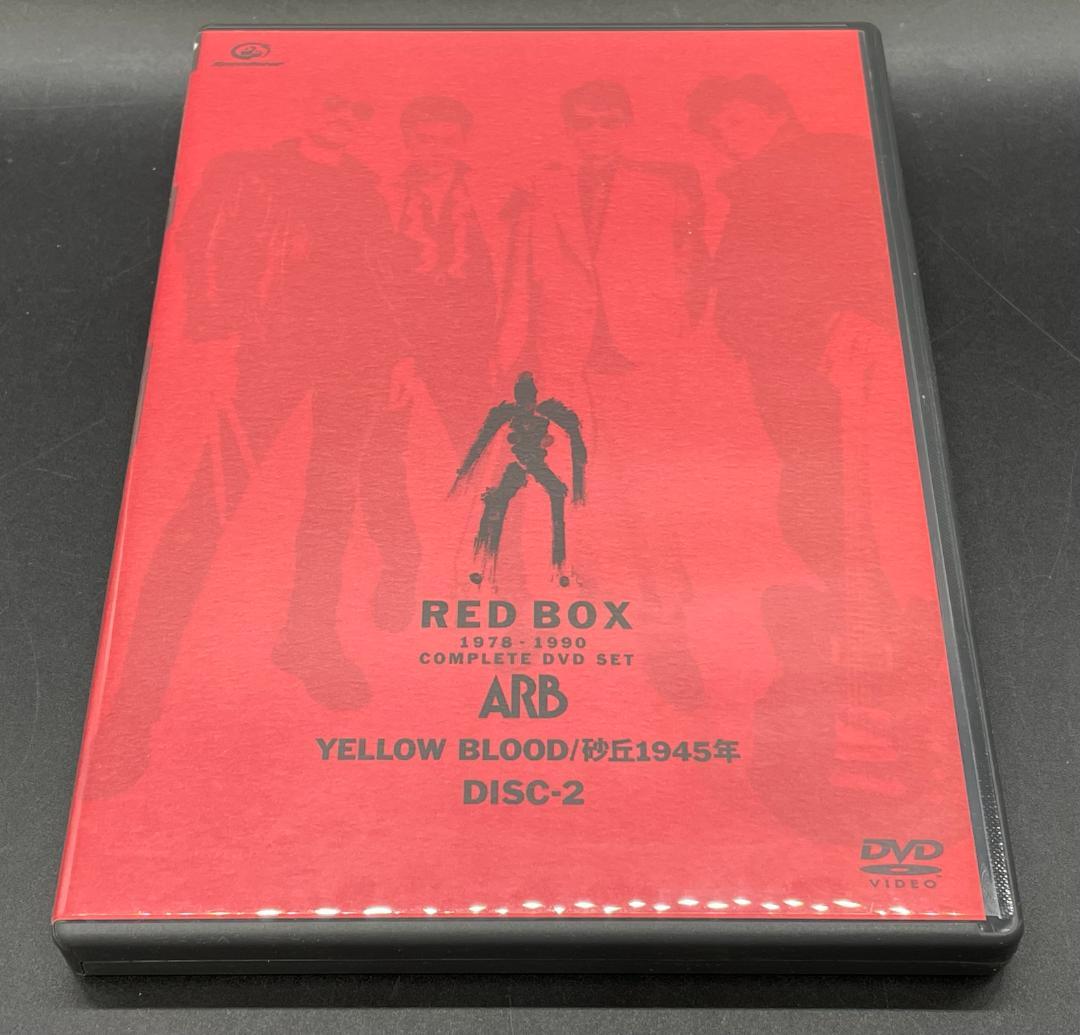 RED BOX
1978-1990
COMPLETE DVD SET
ARB
YELLOW BLOOD/砂丘1945年
DISC-2
DVD
VIDEO